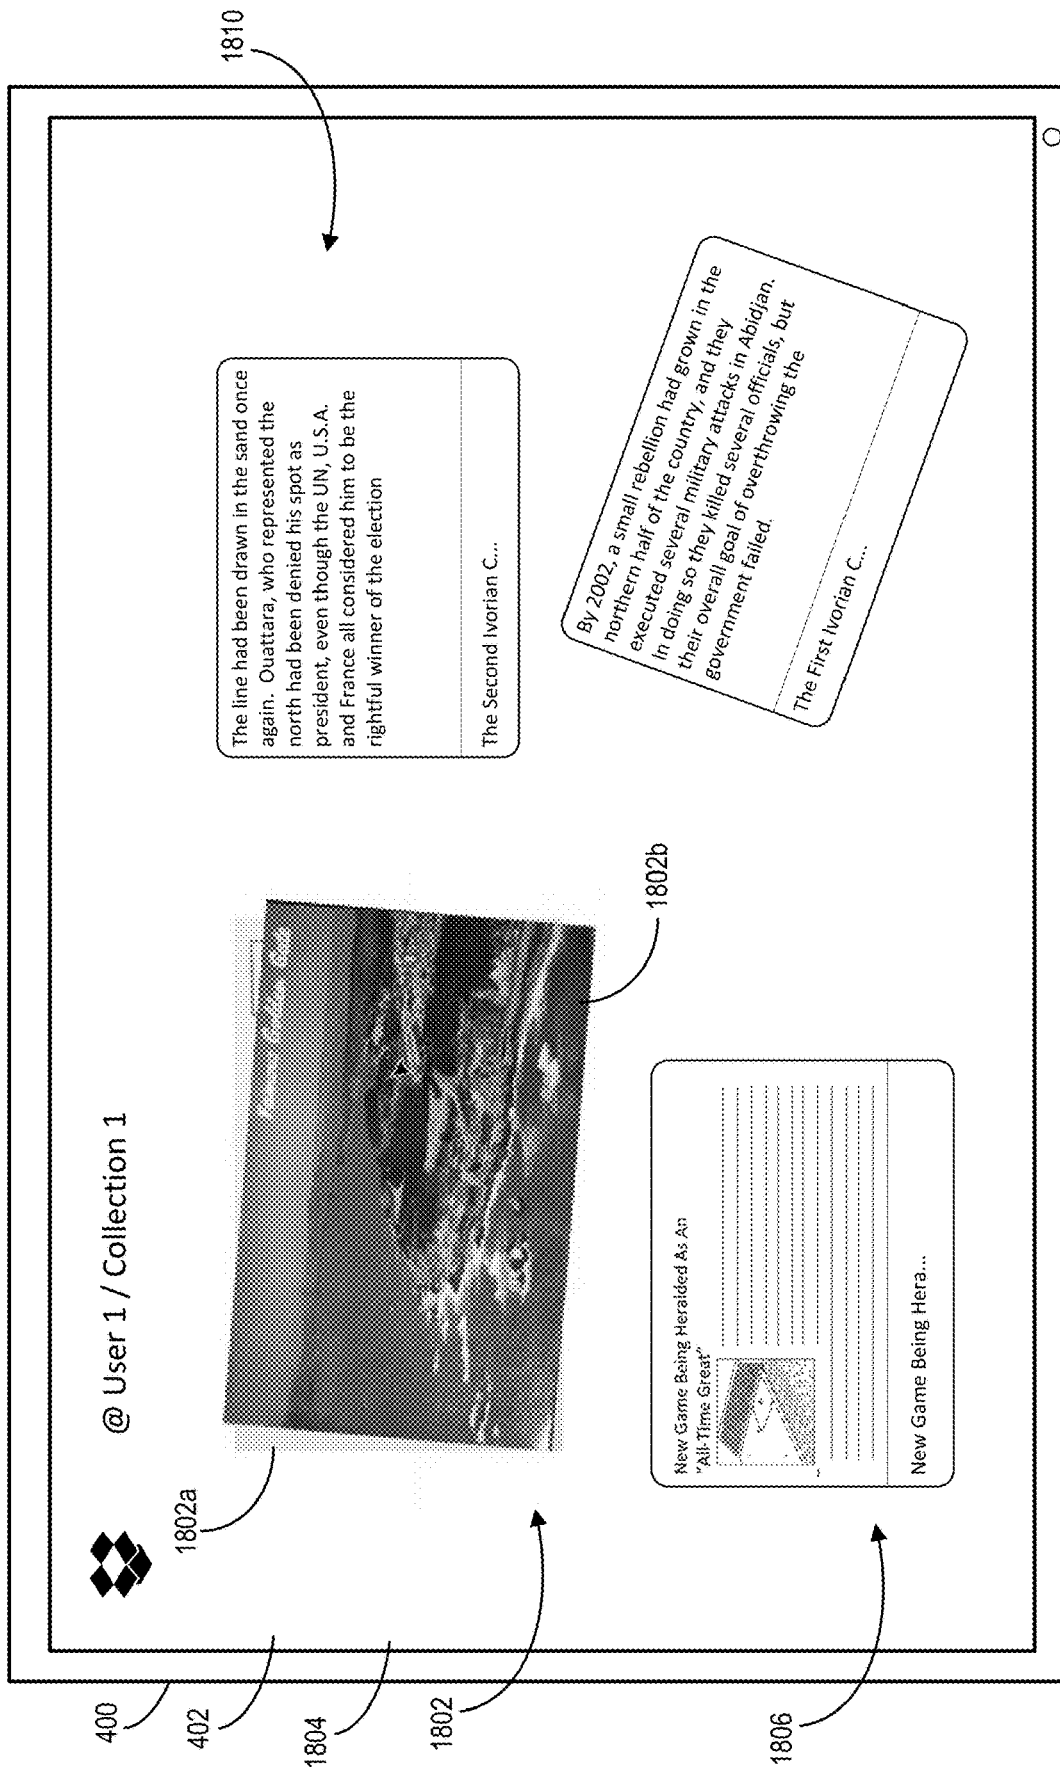 @ User 1 / Collection 1
1802a
1802b
The line had been drawn in the sand once
again. Ouattara, who represented the
north had been denied his spot as
president, even though the UN, U.S.A.
and France all considered him to be the
rightful winner of the election
The Second Ivorian C...
1810
New Game Being Heralded As An
"All-Time Great"
New Game Being Hera...
By 2002, a small rebellion had grown in the
northern half of the country, and they
executed several military attacks in Abidjan.
In doing so they killed several officials, but
their overall goal of overthrowing the
government failed.
The First Ivorian C...
400
402
1804
1802
1806